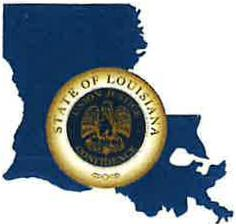 STATE OF LOUISIANA
UNION JUSTICE
CONFIDENCE